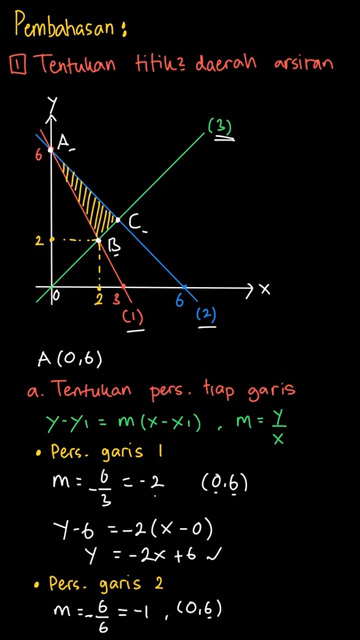 Pembahasan :
1 Tentukan titik2 daerah arsiran
Y
(3)
6 A
C
2
B
0 2 3 6 X
(1) (2)
A (0,6)
a. Tentukan pers. tiap garis
y-y1 = m(x-x1) , m = y/x
• Pers. garis 1
m = -6/3 = -2 (0,6)
y-6 = -2(x-0)
y = -2x+6 ✓
• Pers. garis 2
m = -6/6 = -1 , (0,6)